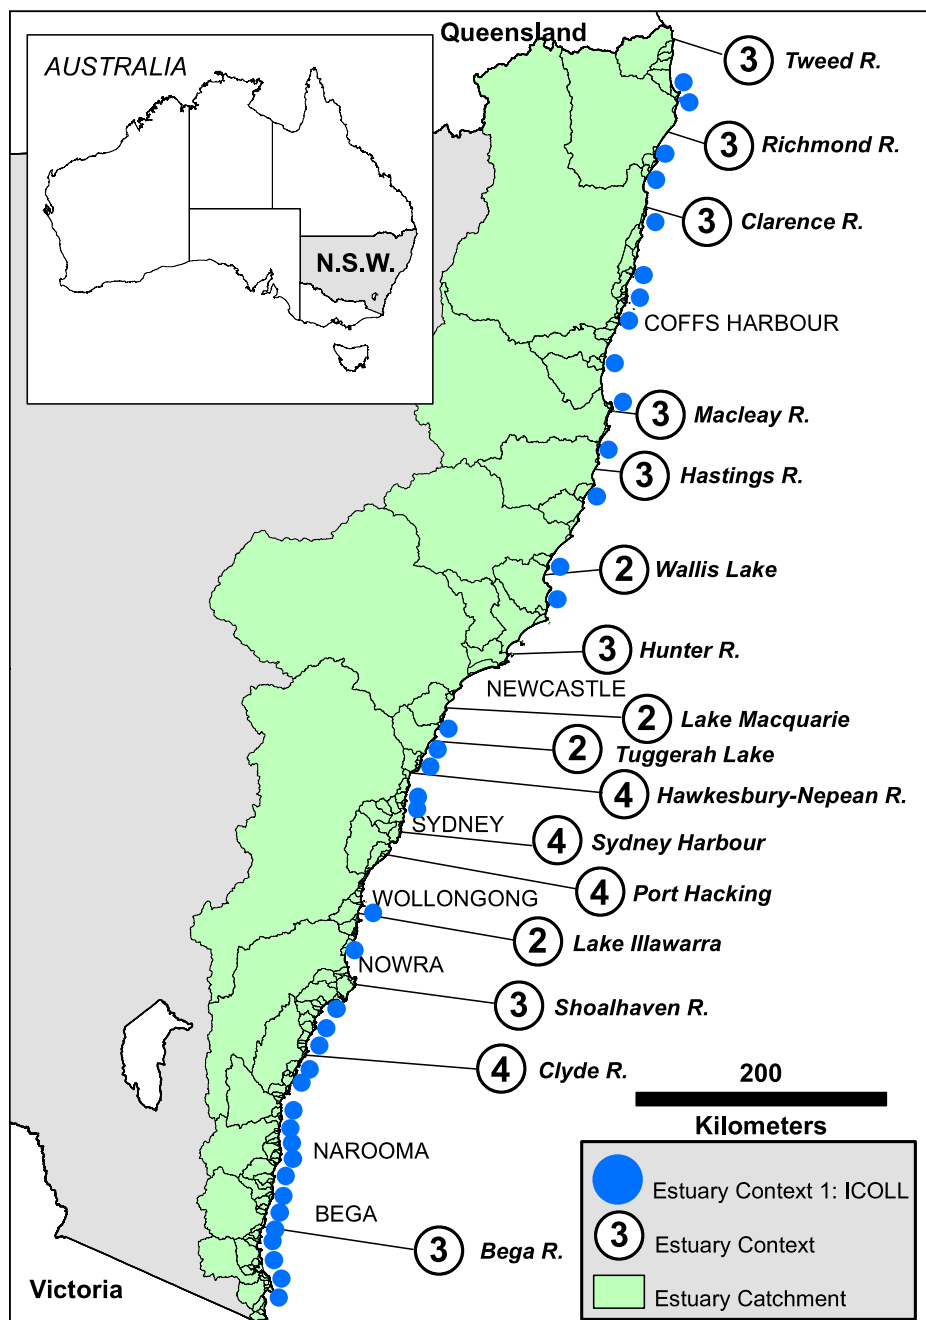 Queensland
AUSTRALIA
N.S.W.
3 Tweed R.
3 Richmond R.
3 Clarence R.
COFFS HARBOUR
3 Macleay R.
3 Hastings R.
2 Wallis Lake
3 Hunter R.
NEWCASTLE
2 Lake Macquarie
2 Tuggerah Lake
4 Hawkesbury-Nepean R.
SYDNEY
4 Sydney Harbour
4 Port Hacking
WOLLONGONG
2 Lake Illawarra
NOWRA
3 Shoalhaven R.
4 Clyde R.
200
Kilometers
NAROOMA
BEGA
3 Bega R.
Victoria
Estuary Context 1: ICOLL
3 Estuary Context
Estuary Catchment